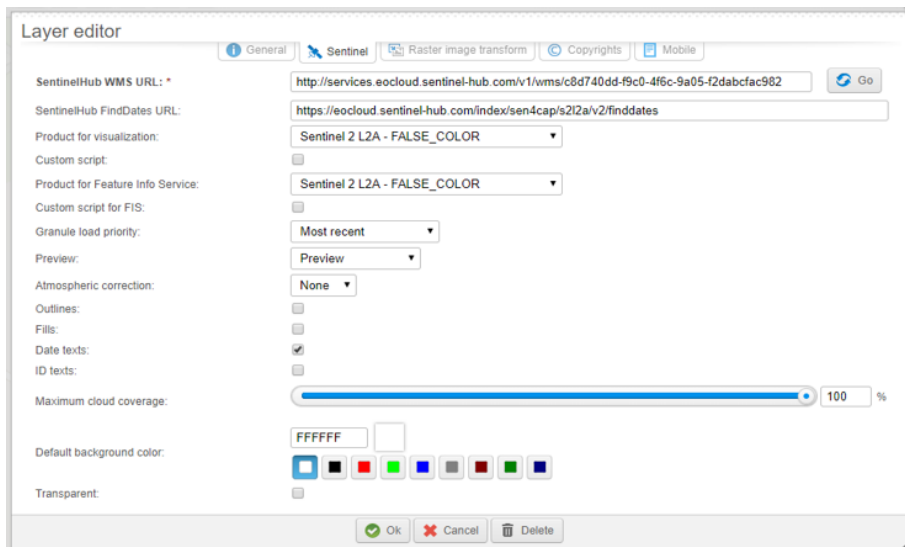 Layer editor
General Sentinel Raster image transform Copyrights Mobile
SentinelHub WMS URL: * http://services.eocloud.sentinel-hub.com/v1/wms/c8d740dd-f9c0-4f6c-9a05-f2dabcfac982 Go
SentinelHub FindDates URL: https://eocloud.sentinel-hub.com/index/sen4cap/s2l2a/v2/finddates
Product for visualization: Sentinel 2 L2A - FALSE_COLOR
Custom script:
Product for Feature Info Service: Sentinel 2 L2A - FALSE_COLOR
Custom script for FIS:
Granule load priority: Most recent
Preview: Preview
Atmospheric correction: None
Outlines:
Fills:
Date texts:
ID texts:
Maximum cloud coverage: 100 %
Default background color: FFFFFF
Transparent:
Ok Cancel Delete